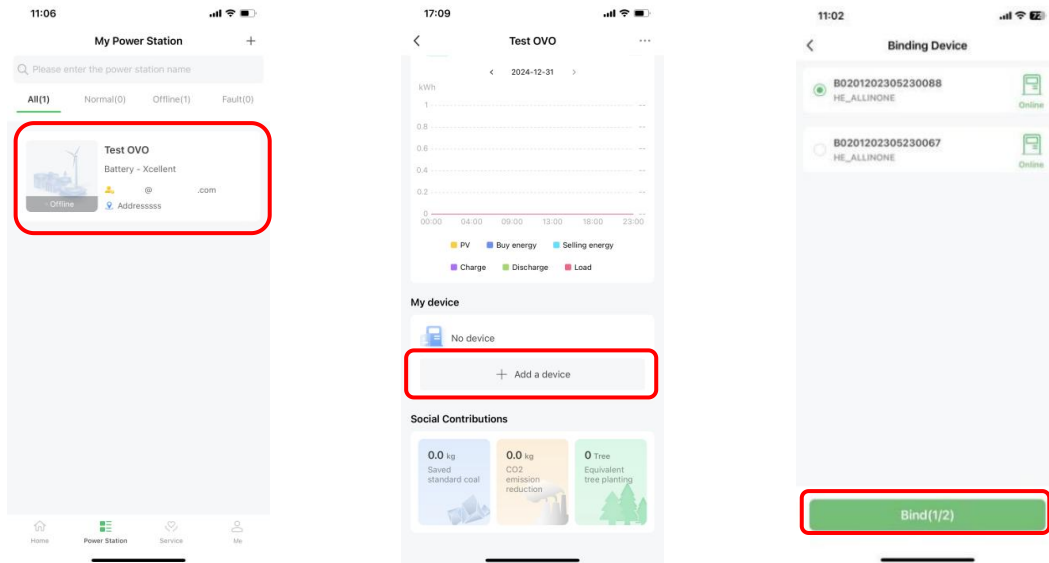 11:06
My Power Station
+
Please enter the power station name
All(1) Normal(0) Offline(1) Fault(0)
Test OVO
Battery - Xcellent
@ .com
- Offline
Addresssss
Home Power Station Service Me
17:09
Test OVO
...
< 2024-12-31 >
kWh
1 --
0.8 --
0.6 --
0.4 --
0.2 --
0 --
00:00 04:00 09:00 13:00 18:00 23:00
PV Buy energy Selling energy
Charge Discharge Load
My device
No device
+ Add a device
Social Contributions
0.0 kg
Saved
standard coal
0.0 kg
CO2
emission
reduction
0 Tree
Equivalent
tree planting
11:02
73
Binding Device
B0201202305230088
HE_ALLINONE
Online
B0201202305230067
HE_ALLINONE
Online
Bind(1/2)